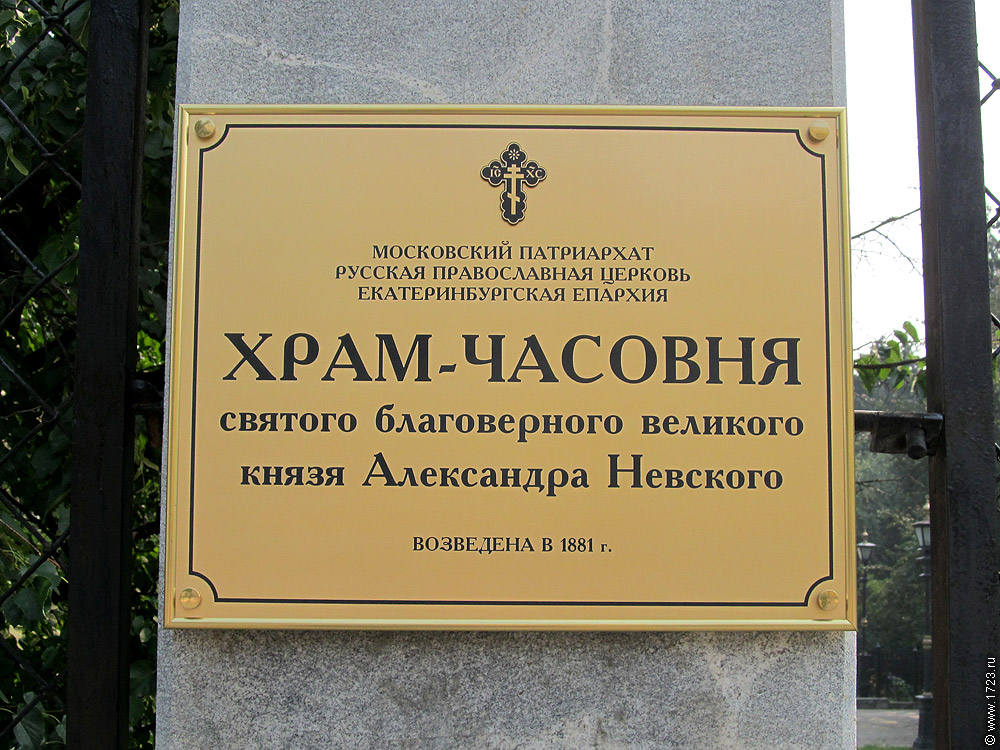 IC XC
МОСКОВСКИЙ ПАТРИАРХАТ
РУССКАЯ ПРАВОСЛАВНАЯ ЦЕРКОВЬ
ЕКАТЕРИНБУРГСКАЯ ЕПАРХИЯ
ХРАМ-ЧАСОВНЯ
святого благоверного великого
князя Александра Невского
ВОЗВЕДЕНА В 1881 г.
© www.1723.ru